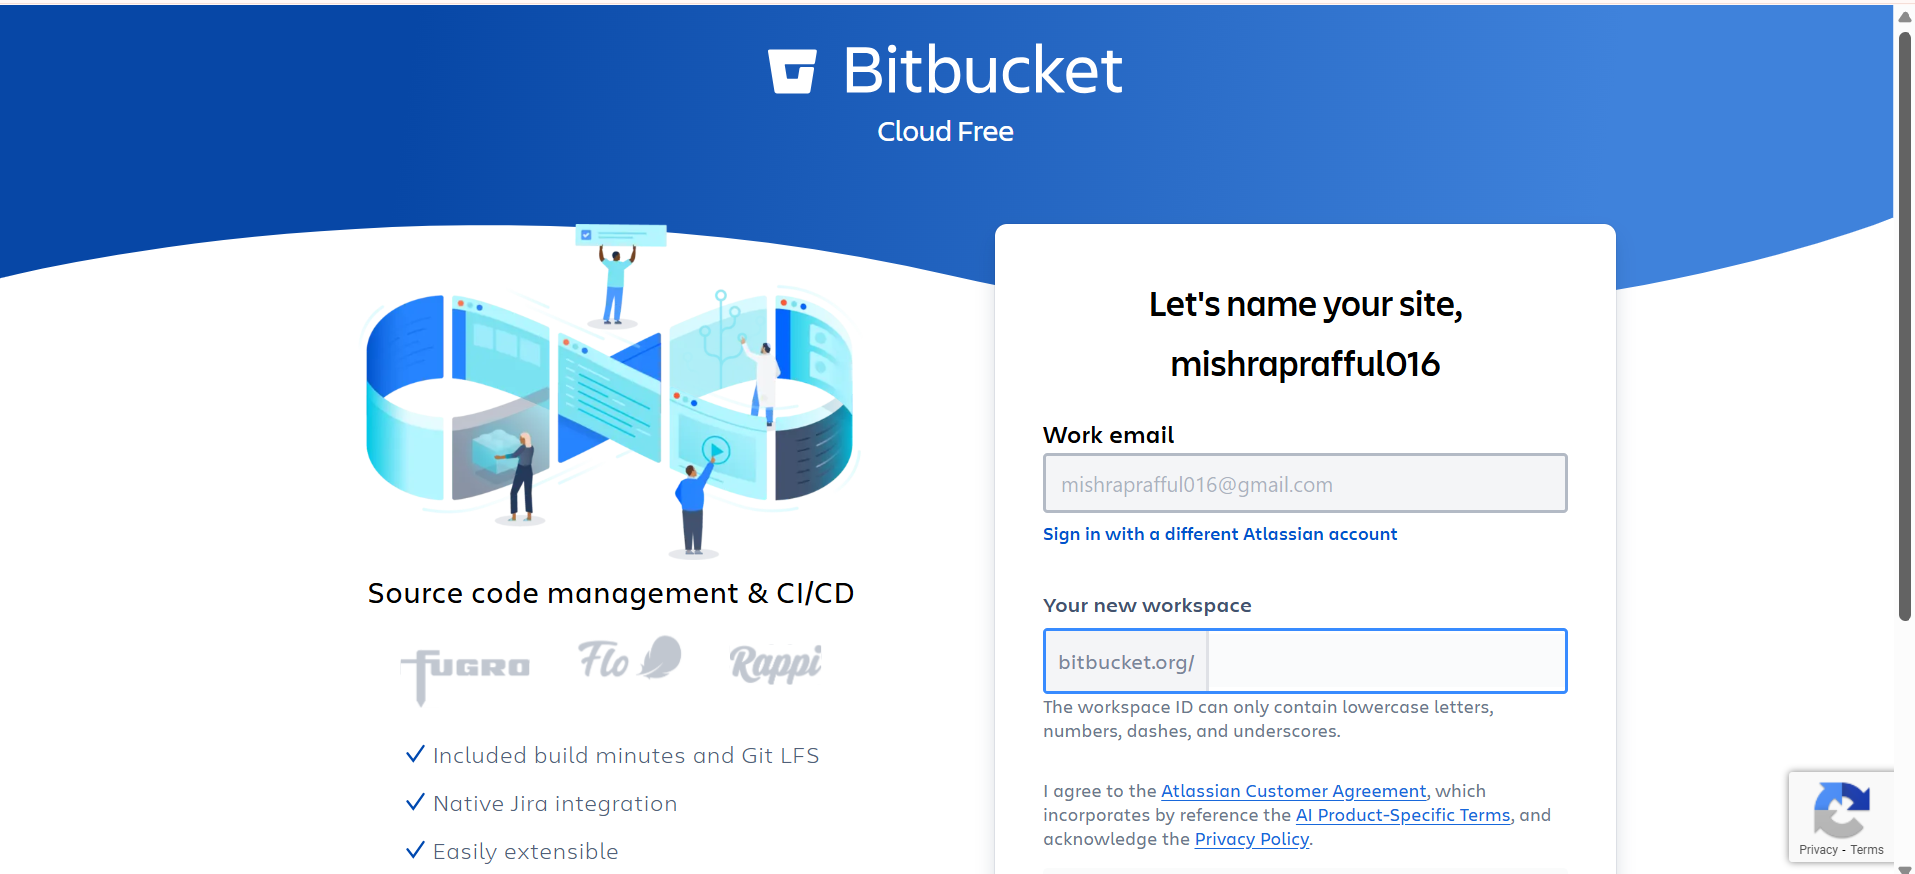 Bitbucket
Cloud Free
Let's name your site,
mishraprafful016
Work email
mishraprafful016@gmail.com
Sign in with a different Atlassian account
Source code management & CI/CD
FUGRO
Flo
Rappi
Included build minutes and Git LFS
Native Jira integration
Easily extensible
Your new workspace
bitbucket.org/
The workspace ID can only contain lowercase letters,
numbers, dashes, and underscores.
I agree to the Atlassian Customer Agreement, which
incorporates by reference the AI Product-Specific Terms, and
acknowledge the Privacy Policy.
Privacy - Terms